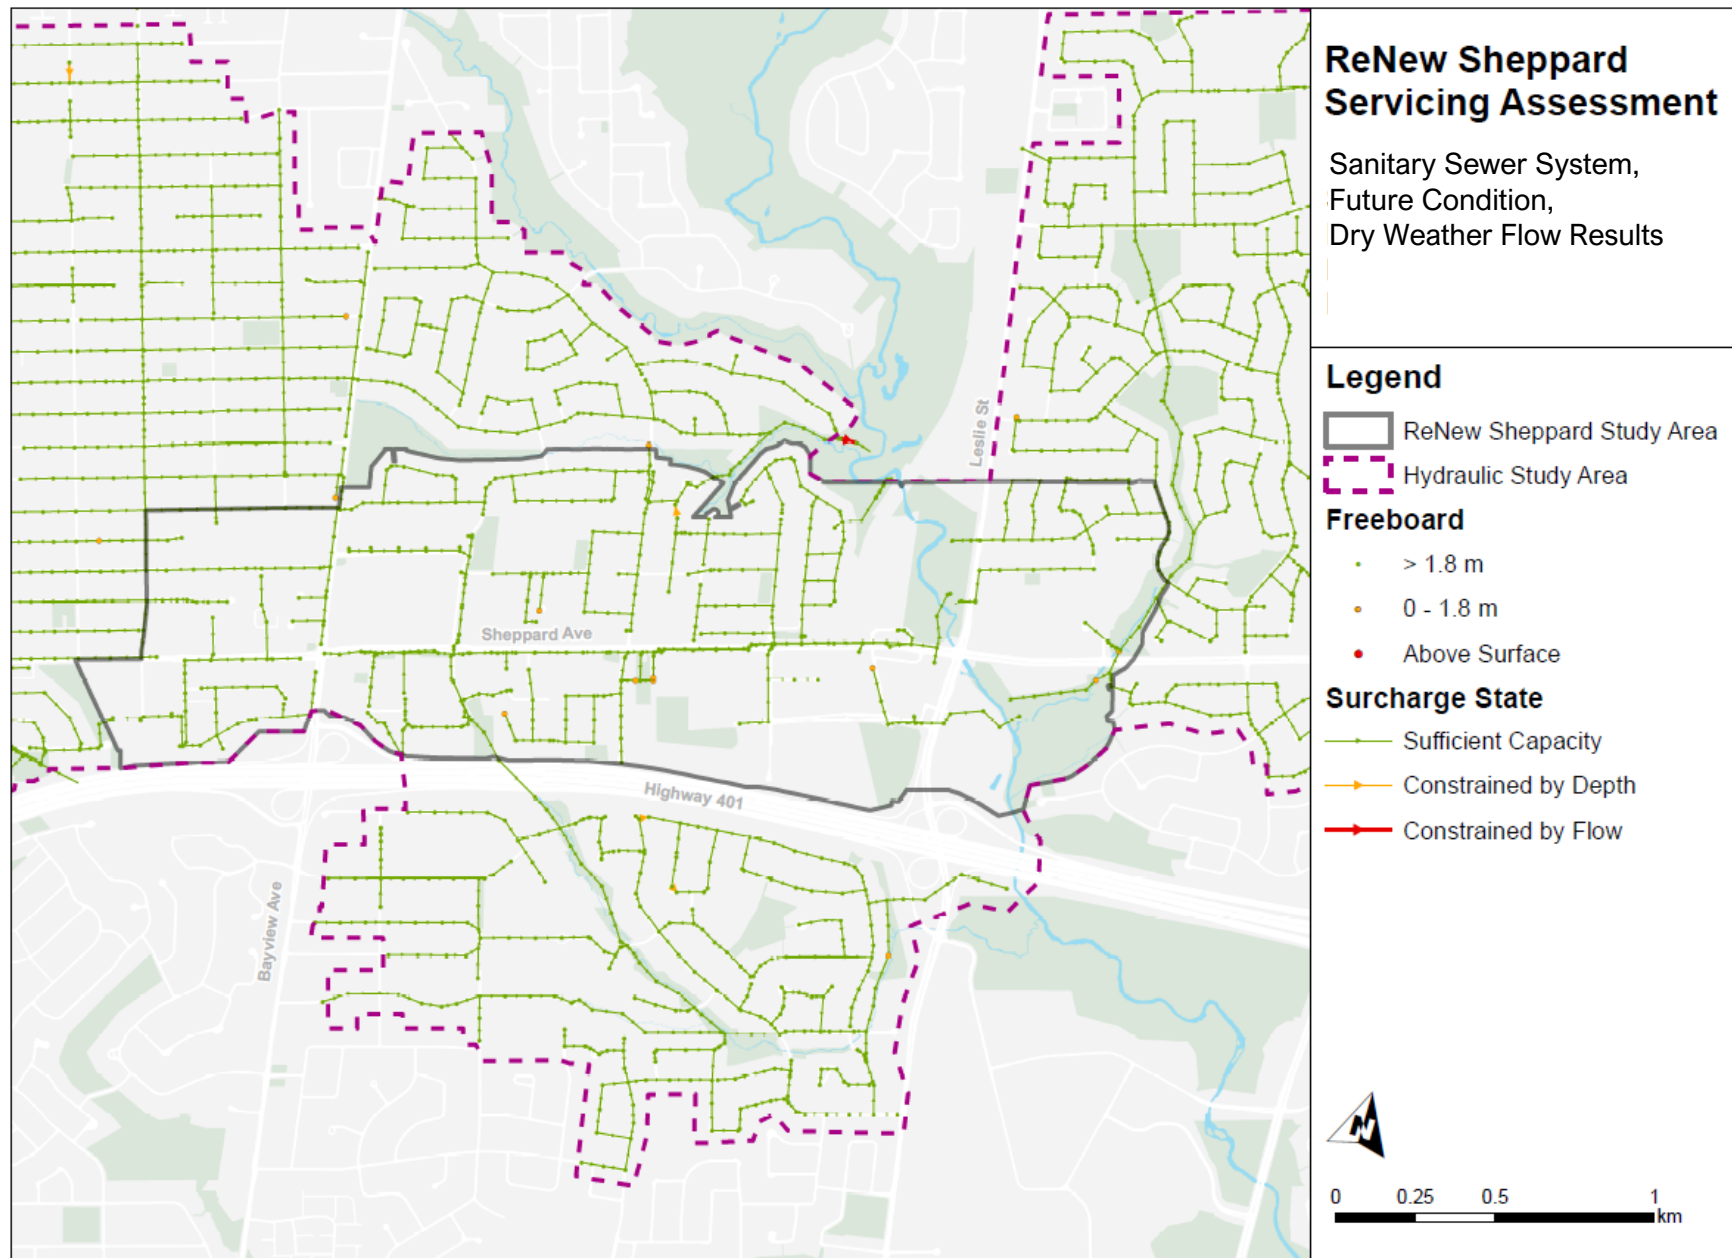 ReNew Sheppard
Servicing Assessment
Sanitary Sewer System,
Future Condition,
Dry Weather Flow Results
Legend
ReNew Sheppard Study Area
Hydraulic Study Area
Freeboard
> 1.8 m
0 - 1.8 m
Above Surface
Surcharge State
Sufficient Capacity
Constrained by Depth
Constrained by Flow
Leslie St
Sheppard Ave
Highway 401
Bayview Ave
N
0 0.25 0.5 1
km